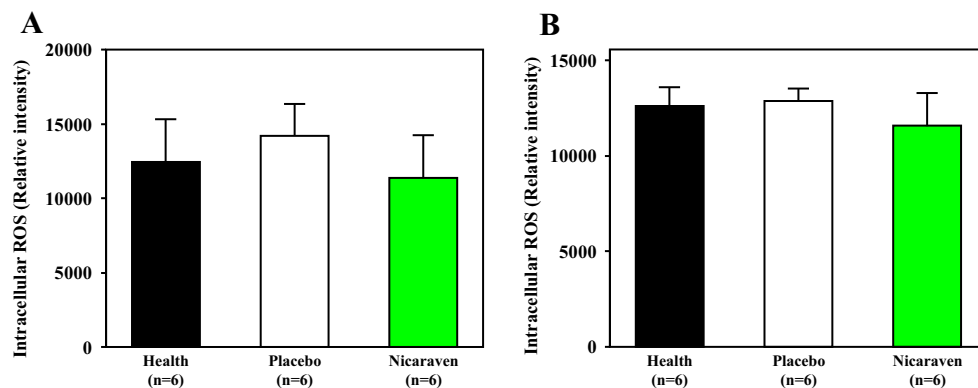 A
Intracellular ROS (Relative intensity)
20000
15000
10000
5000
0
Health
(n=6)
Placebo
(n=6)
Nicaraven
(n=6)
B
Intracellular ROS (Relative intensity)
15000
10000
5000
0
Health
(n=6)
Placebo
(n=6)
Nicaraven
(n=6)